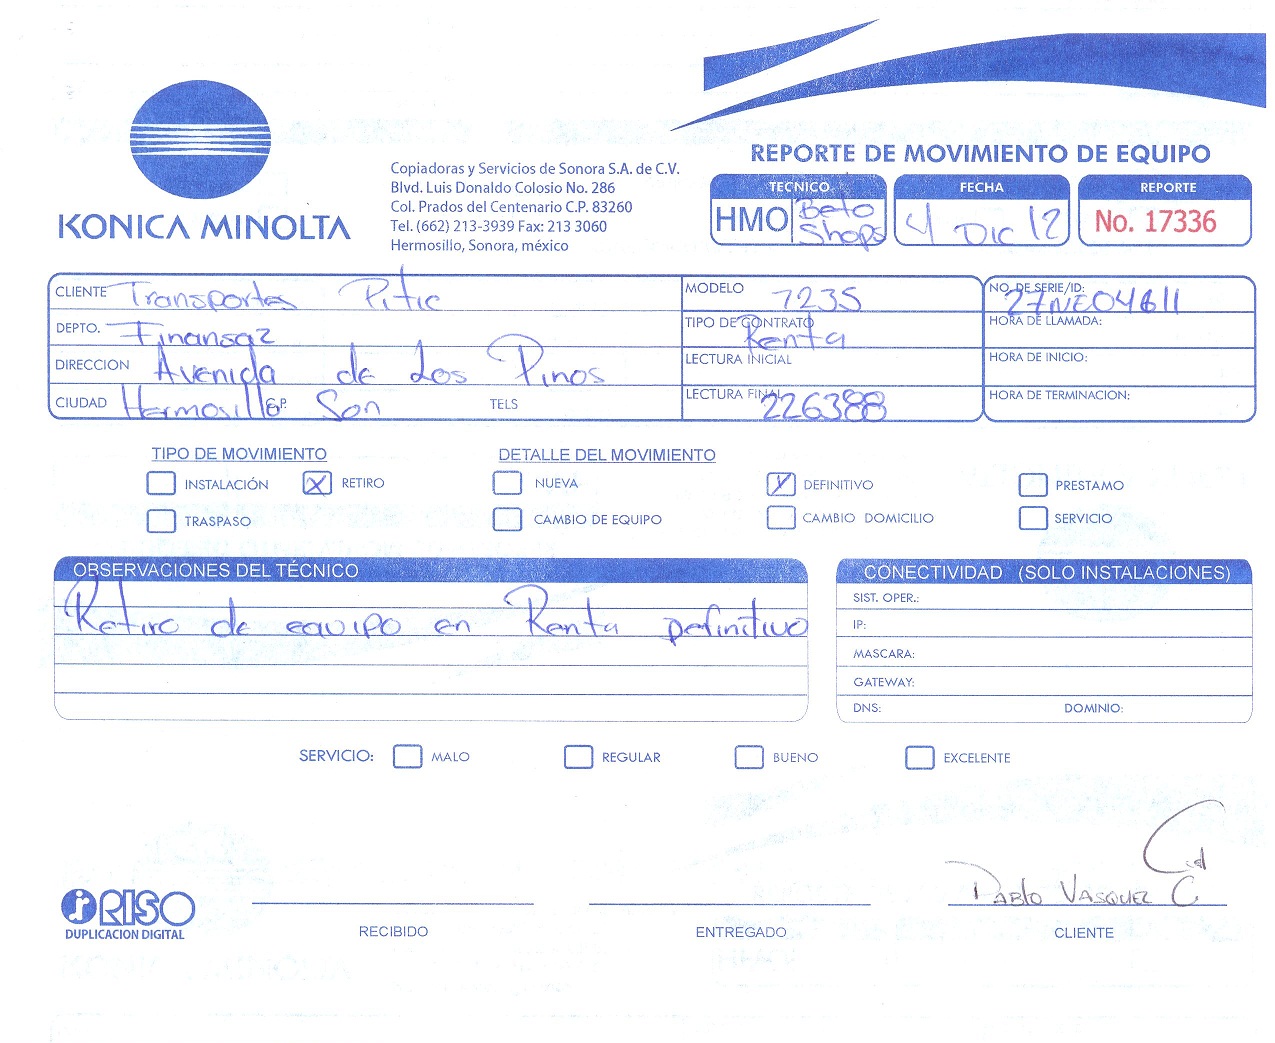 KONICA MINOLTA
Copiadoras y Servicios de Sonora S.A. de C.V.
Blvd. Luis Donaldo Colosio No. 286
Col. Prados del Centenario C.P. 83260
Tel. (662) 213-3939 Fax: 213 3060
Hermosillo, Sonora, méxico
REPORTE DE MOVIMIENTO DE EQUIPO
TECNICO FECHA REPORTE
HMO Beto Shops 4 Dic 12 No. 17336
CLIENTE Transportes Pitic MODELO 7235 NO. DE SERIE/ID: 27NE04611
DEPTO. Finansaz TIPO DE CONTRATO Renta HORA DE LLAMADA:
DIRECCION Avenida de Los Pinos LECTURA INICIAL HORA DE INICIO:
CIUDAD Hermosillo C.P. Son TELS LECTURA FINAL 226388 HORA DE TERMINACION:
TIPO DE MOVIMIENTO DETALLE DEL MOVIMIENTO
INSTALACIÓN X RETIRO NUEVA DEFINITIVO PRESTAMO
TRASPASO CAMBIO DE EQUIPO CAMBIO DOMICILIO SERVICIO
OBSERVACIONES DEL TÉCNICO
Retiro de equipo en Renta Definitivo
CONECTIVIDAD (SOLO INSTALACIONES)
SIST. OPER.:
IP:
MASCARA:
GATEWAY:
DNS: DOMINIO:
SERVICIO: MALO REGULAR BUENO EXCELENTE
RISO
DUPLICACION DIGITAL
Pablo Vasquez C
RECIBIDO ENTREGADO CLIENTE